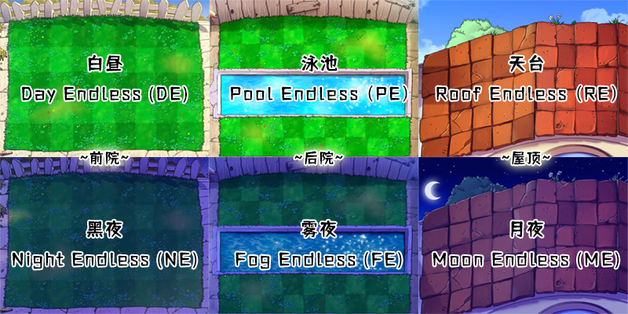 白昼
Day Endless (DE)
泳池
Pool Endless (PE)
天台
Roof Endless (RE)
~前院~
~后院~
~屋顶~
黑夜
Night Endless (NE)
雾夜
Fog Endless (FE)
月夜
Moon Endless (ME)